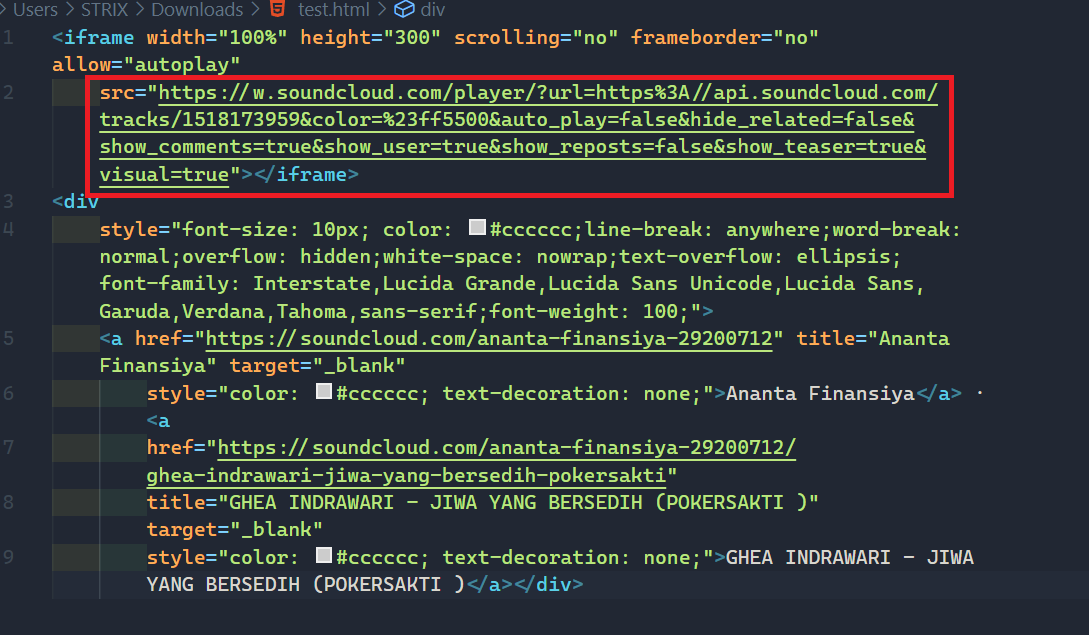 Users > STRIX > Downloads > test.html > div
1 <iframe width="100%" height="300" scrolling="no" frameborder="no"
allow="autoplay"
2 src="https://w.soundcloud.com/player/?url=https%3A//api.soundcloud.com/
tracks/1518173959&color=%23ff5500&auto_play=false&hide_related=false&
show_comments=true&show_user=true&show_reposts=false&show_teaser=true&
visual=true"></iframe>
3 <div
4 style="font-size: 10px; color: #cccccc;line-break: anywhere;word-break:
normal;overflow: hidden;white-space: nowrap;text-overflow: ellipsis;
font-family: Interstate,Lucida Grande,Lucida Sans Unicode,Lucida Sans,
Garuda,Verdana,Tahoma,sans-serif;font-weight: 100;">
5 <a href="https://soundcloud.com/ananta-finansiya-29200712" title="Ananta
Finansiya" target="_blank"
6 style="color: #cccccc; text-decoration: none;">Ananta Finansiya</a> ·
<a
7 href="https://soundcloud.com/ananta-finansiya-29200712/
ghea-indrawari-jiwa-yang-bersedih-pokersakti"
8 title="GHEA INDRAWARI - JIWA YANG BERSEDIH (POKERSAKTI )"
target="_blank"
9 style="color: #cccccc; text-decoration: none;">GHEA INDRAWARI - JIWA
YANG BERSEDIH (POKERSAKTI )</a></div>